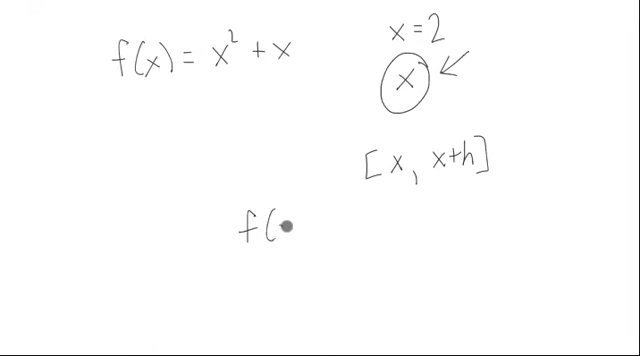 f(x) = x² + x
x = 2
x
[x, x+h]
f(